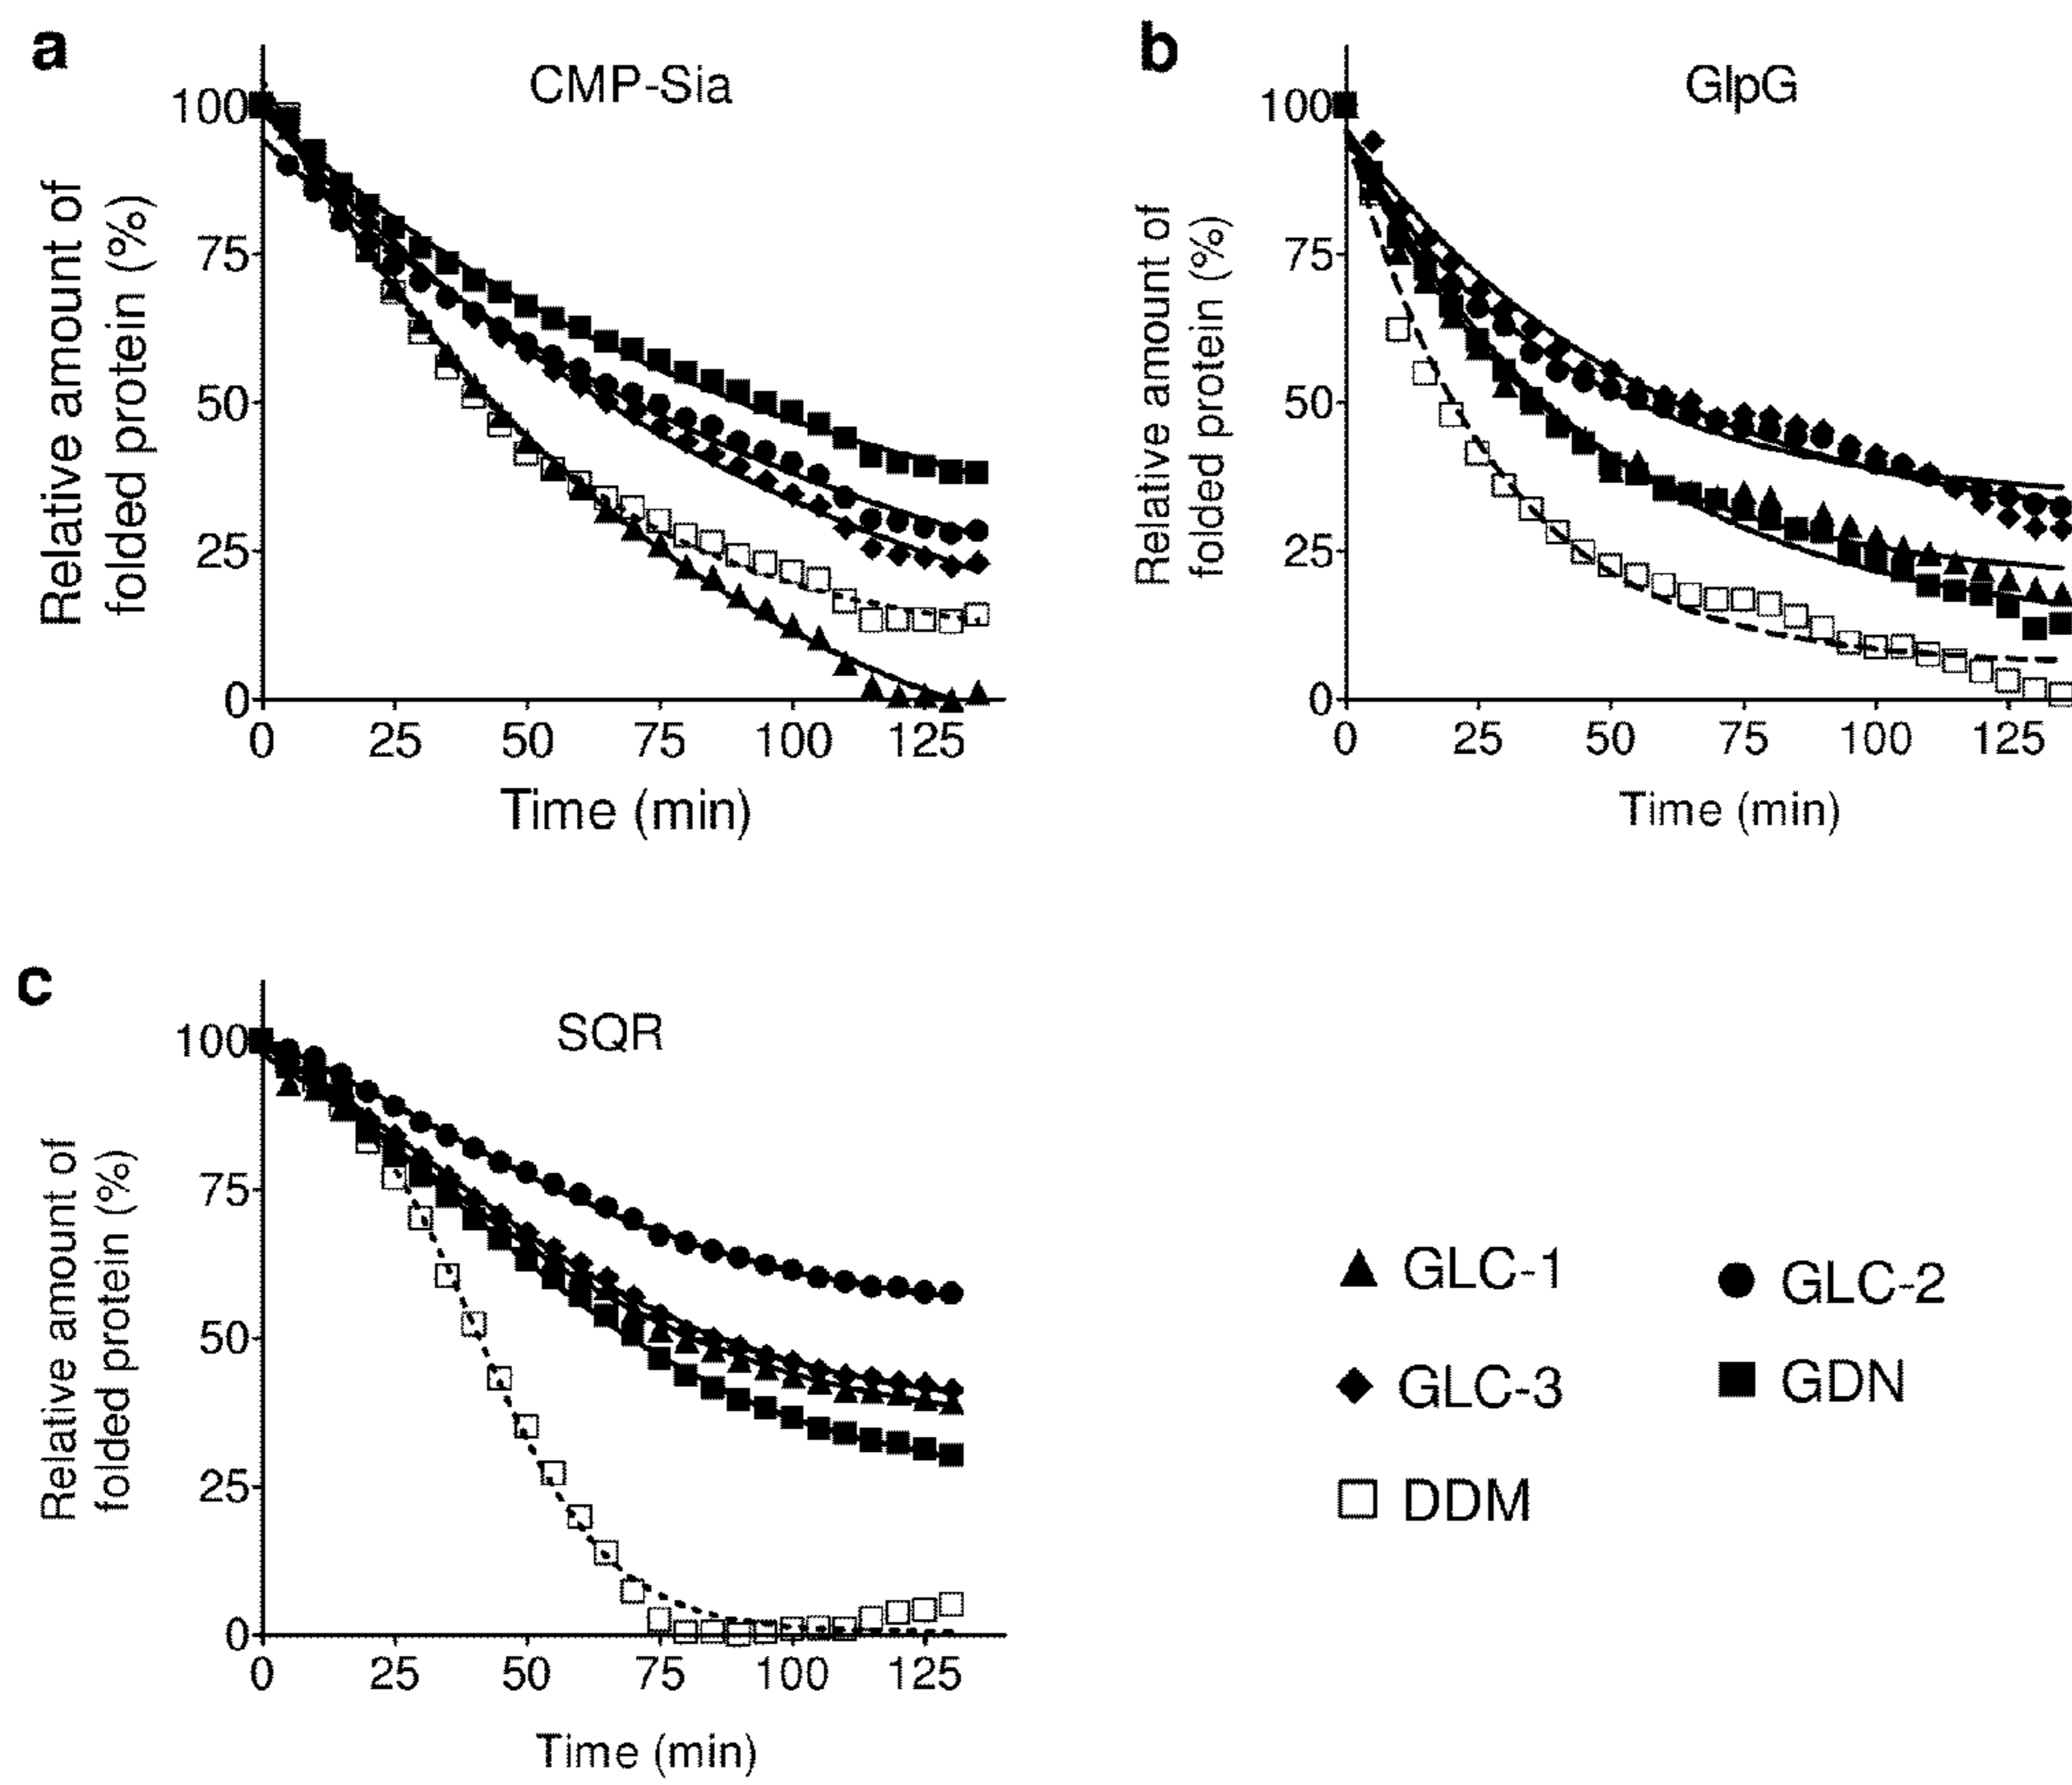 a
CMP-Sia
Relative amount of
folded protein (%)
100
75
50
25
0
0 25 50 75 100 125
Time (min)
b
GlpG
Relative amount of
folded protein (%)
100
75
50
25
0
0 25 50 75 100 125
Time (min)
c
SQR
Relative amount of
folded protein (%)
100
75
50
25
0
0 25 50 75 100 125
Time (min)
GLC-1 GLC-2
GLC-3 GDN
DDM